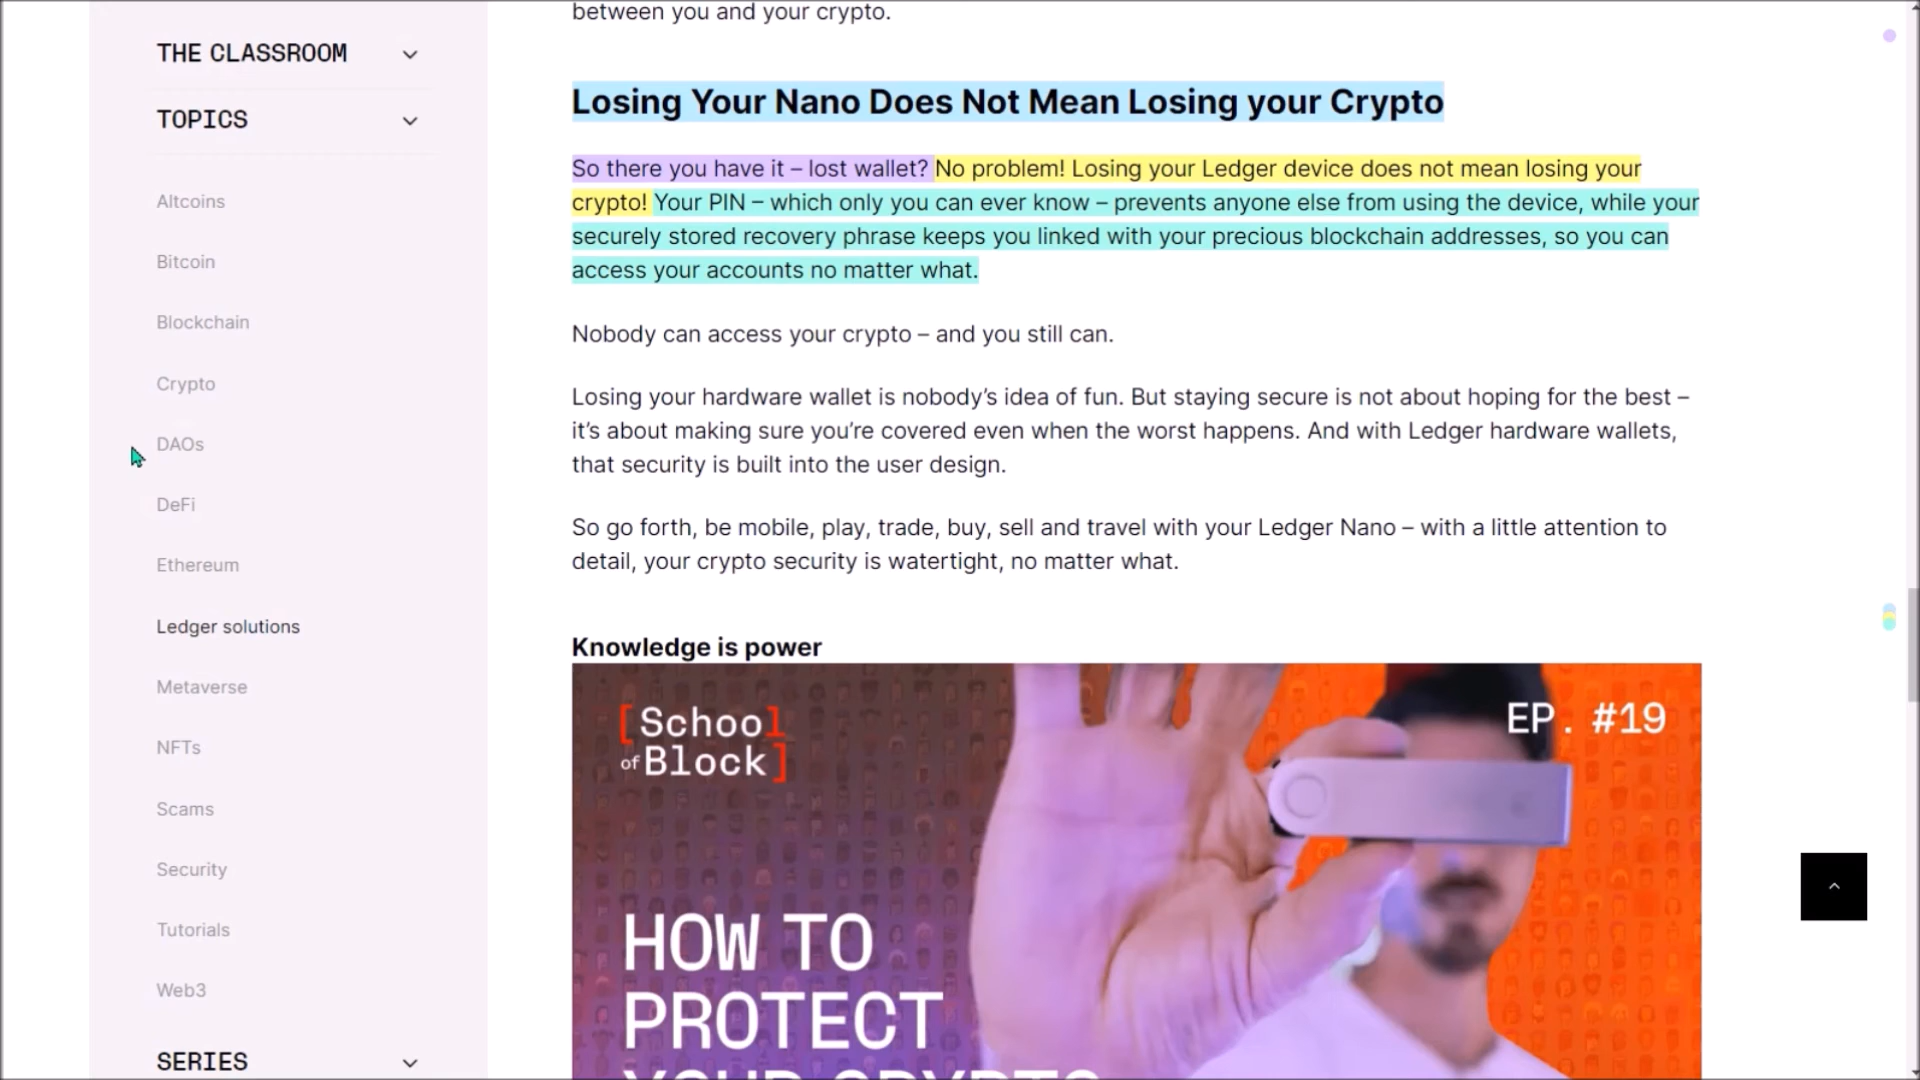 THE CLASSROOM
TOPICS
Altcoins
Bitcoin
Blockchain
Crypto
DAOs
DeFi
Ethereum
Ledger solutions
Metaverse
NFTs
Scams
Security
Tutorials
Web3
SERIES
between you and your crypto.
Losing Your Nano Does Not Mean Losing your Crypto
So there you have it – lost wallet? No problem! Losing your Ledger device does not mean losing your
crypto! Your PIN – which only you can ever know – prevents anyone else from using the device, while your
securely stored recovery phrase keeps you linked with your precious blockchain addresses, so you can
access your accounts no matter what.
Nobody can access your crypto – and you still can.
Losing your hardware wallet is nobody’s idea of fun. But staying secure is not about hoping for the best –
it’s about making sure you’re covered even when the worst happens. And with Ledger hardware wallets,
that security is built into the user design.
So go forth, be mobile, play, trade, buy, sell and travel with your Ledger Nano – with a little attention to
detail, your crypto security is watertight, no matter what.
Knowledge is power
[School
of Block]
EP. #19
HOW TO
PROTECT
YOUR CRYPTO